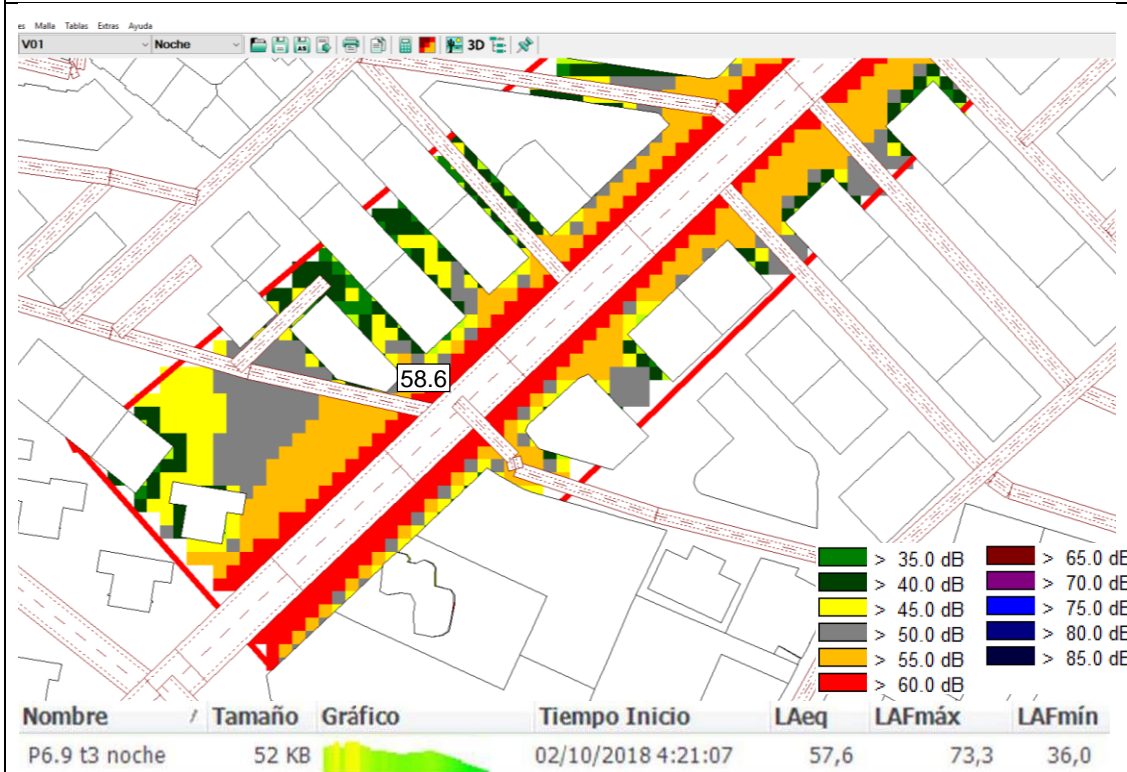 es Malla Tablas Extras Ayuda
V01 Noche AS 3D
58.6
> 35.0 dB > 65.0 dB
> 40.0 dB > 70.0 dB
> 45.0 dB > 75.0 dB
> 50.0 dB > 80.0 dB
> 55.0 dB > 85.0 dB
> 60.0 dB
Nombre / Tamaño Gráfico Tiempo Inicio LAeq LAFmáx LAFmín
P6.9 t3 noche 52 KB 02/10/2018 4:21:07 57,6 73,3 36,0